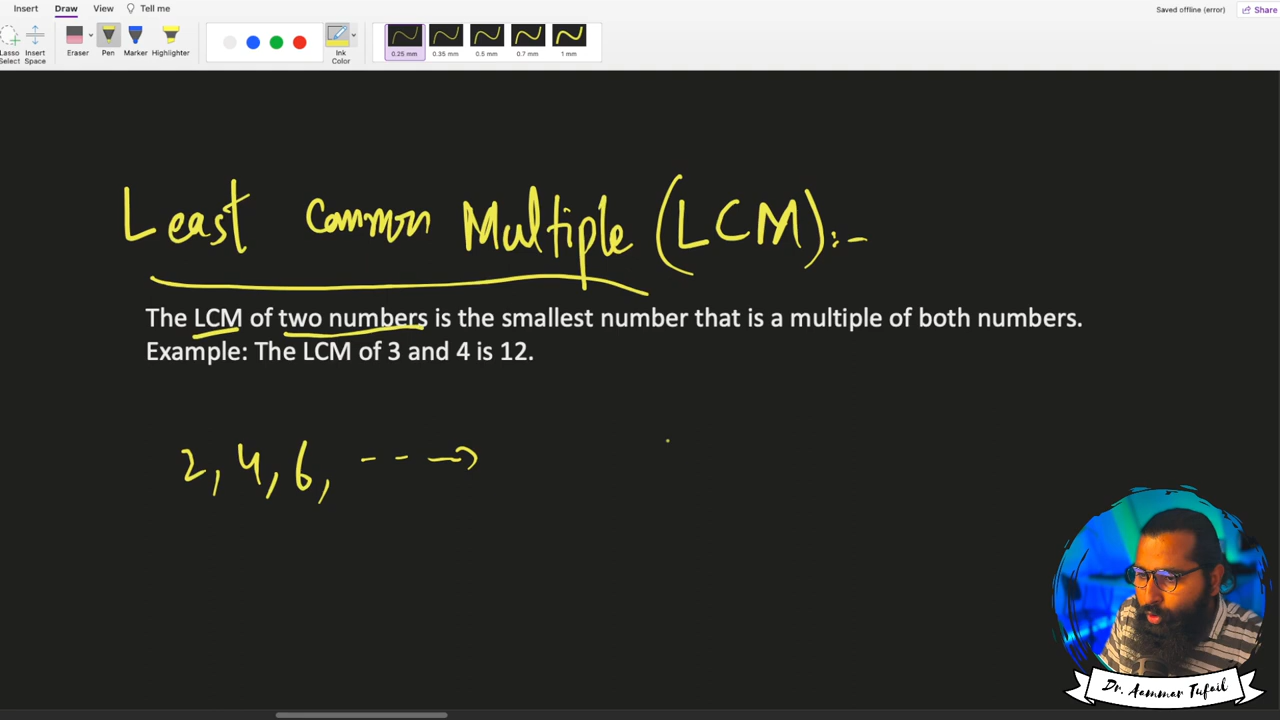 Insert Draw View Tell me Saved offline (error) Share
Lasso Select Insert Space Eraser Pen Marker Highlighter Ink Color 0.25 mm 0.35 mm 0.5 mm 0.7 mm 1 mm
Least Common Multiple (LCM):-
The LCM of two numbers is the smallest number that is a multiple of both numbers.
Example: The LCM of 3 and 4 is 12.
2, 4, 6, - - →
Dr. Aammar Tufail